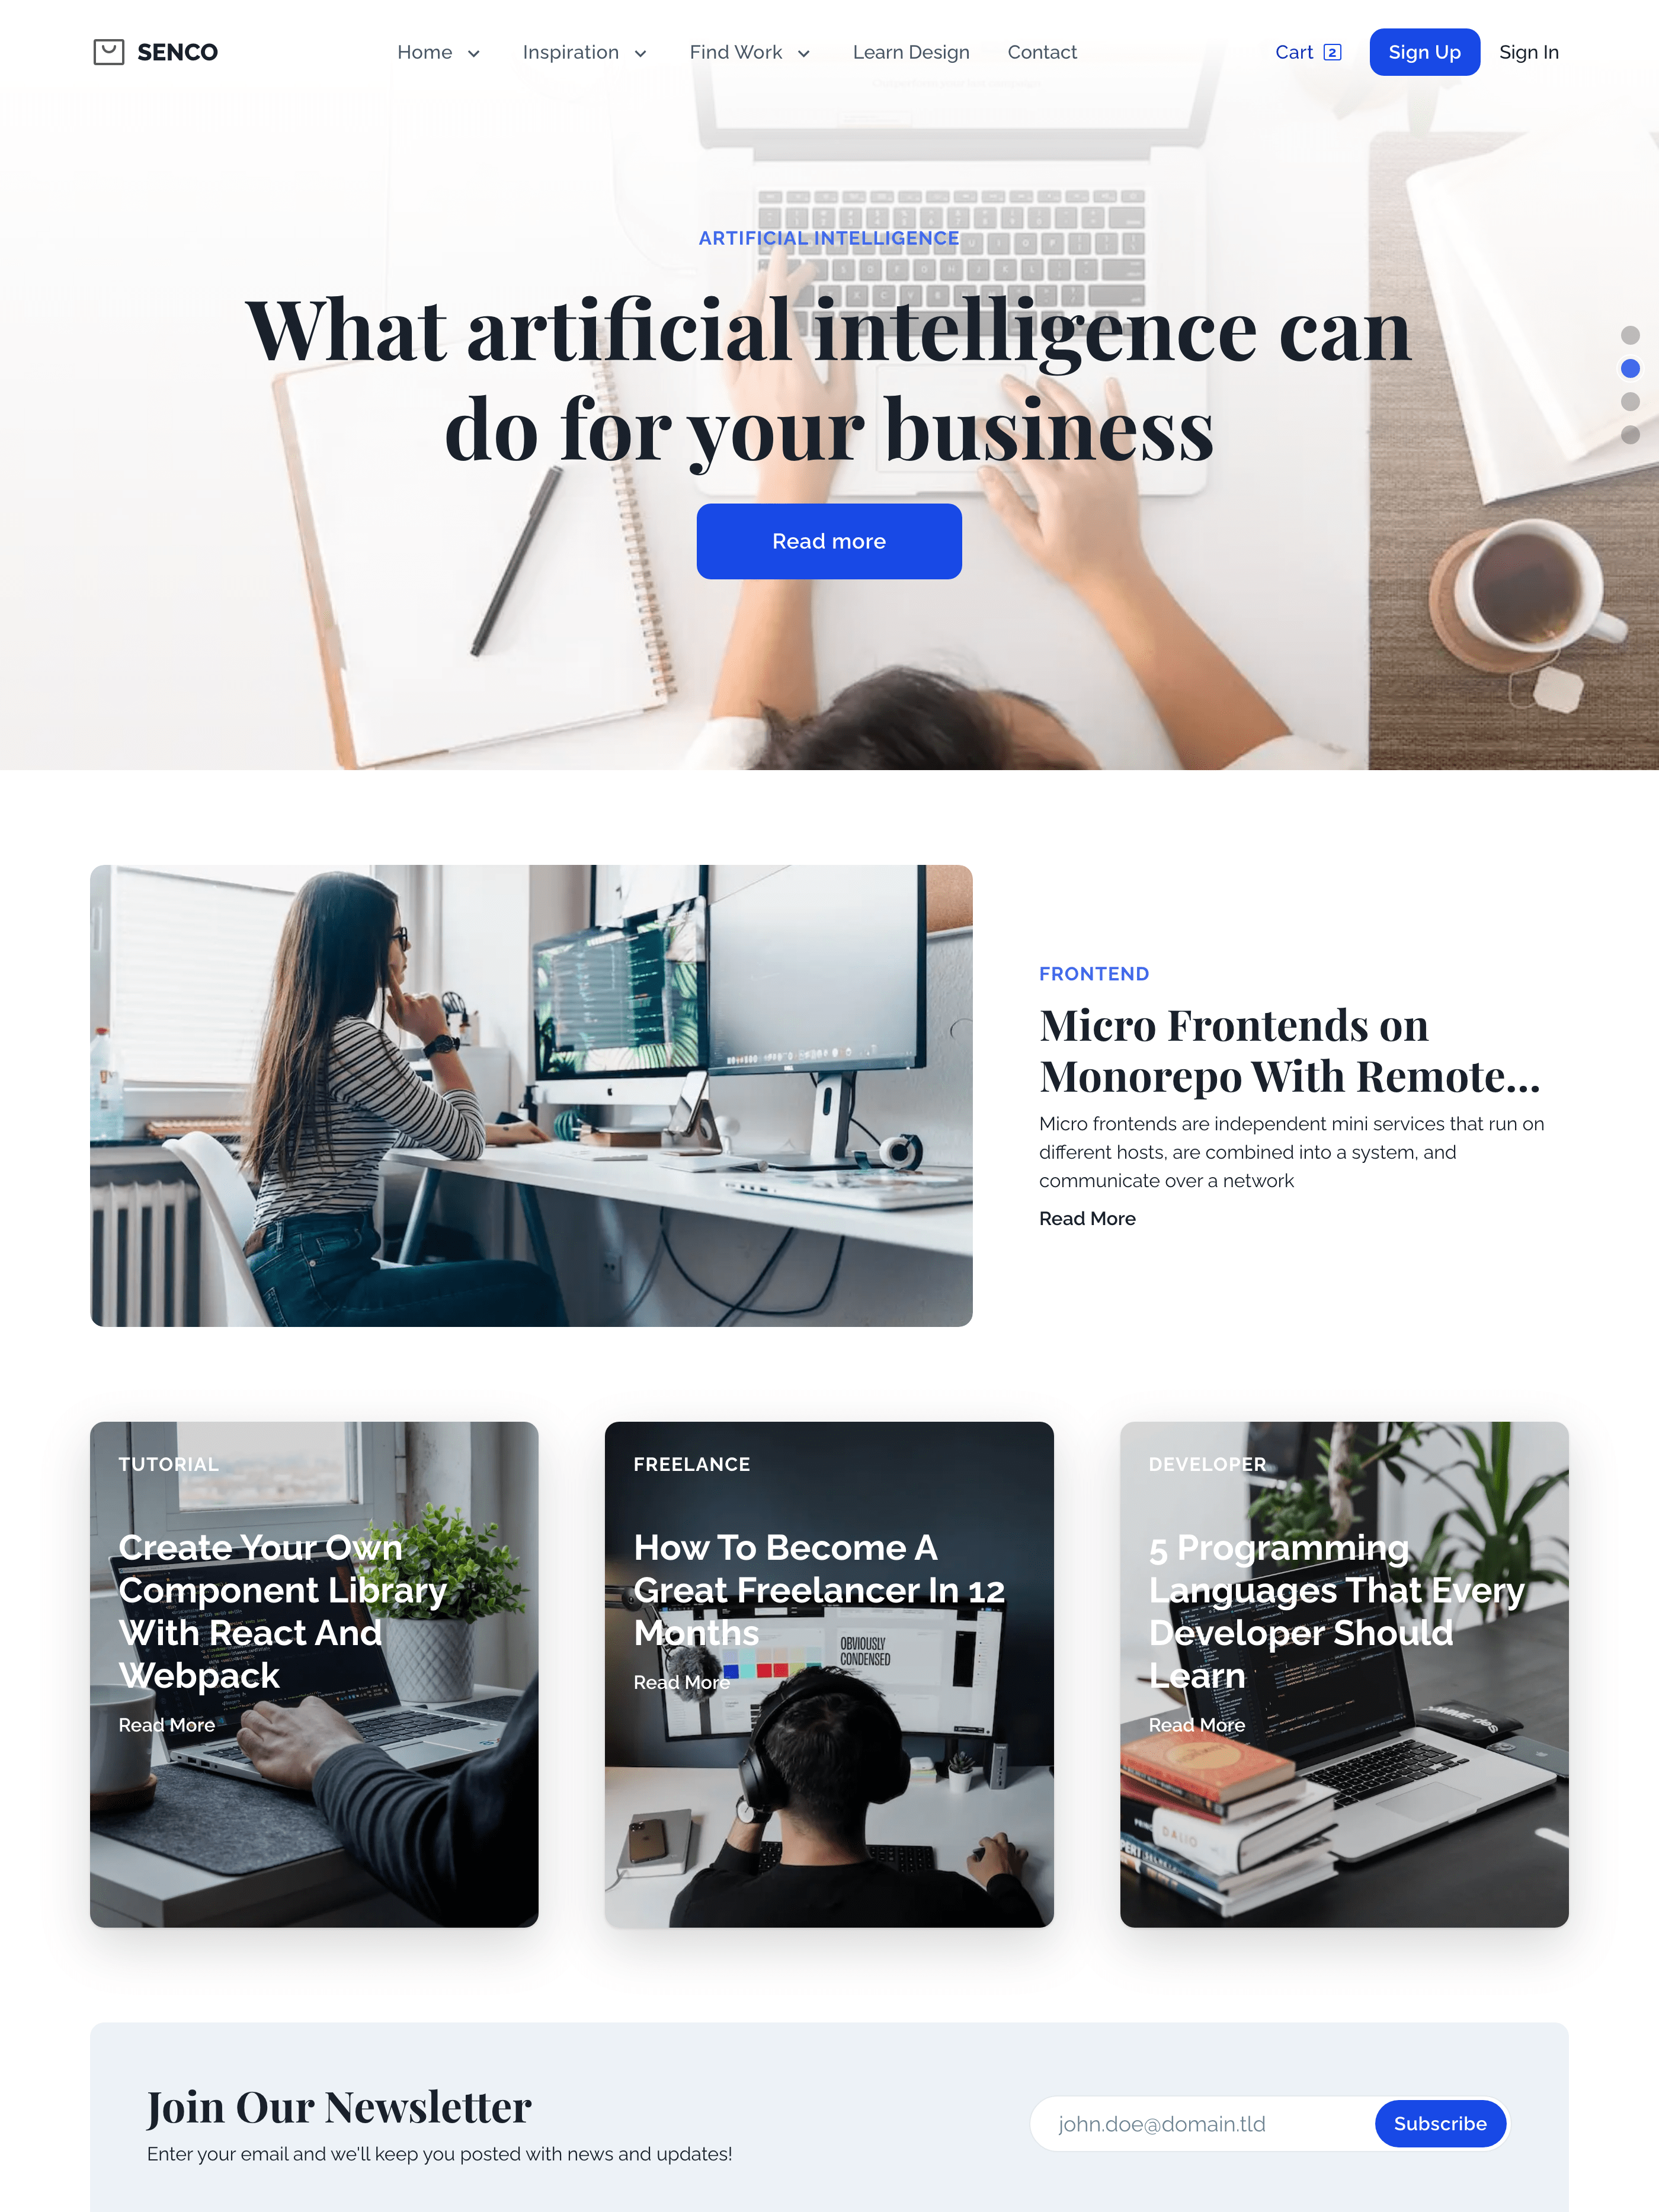 SENCO
Home
Inspiration
Find Work
Learn Design
Contact
Cart 2
Sign Up
Sign In
ARTIFICIAL INTELLIGENCE
What artificial intelligence can
do for your business
Read more
FRONTEND
Micro Frontends on
Monorepo With Remote...
Micro frontends are independent mini services that run on
different hosts, are combined into a system, and
communicate over a network
Read More
TUTORIAL
Create Your Own
Component Library
With React And
Webpack
Read More
FREELANCE
How To Become A
Great Freelancer In 12
Months
OBVIOUSLY
CONDENSED
Read More
DEVELOPER
5 Programming
Languages That Every
Developer Should
Learn
Read More
DALIO
Join Our Newsletter
Enter your email and we'll keep you posted with news and updates!
john.doe@domain.tld
Subscribe